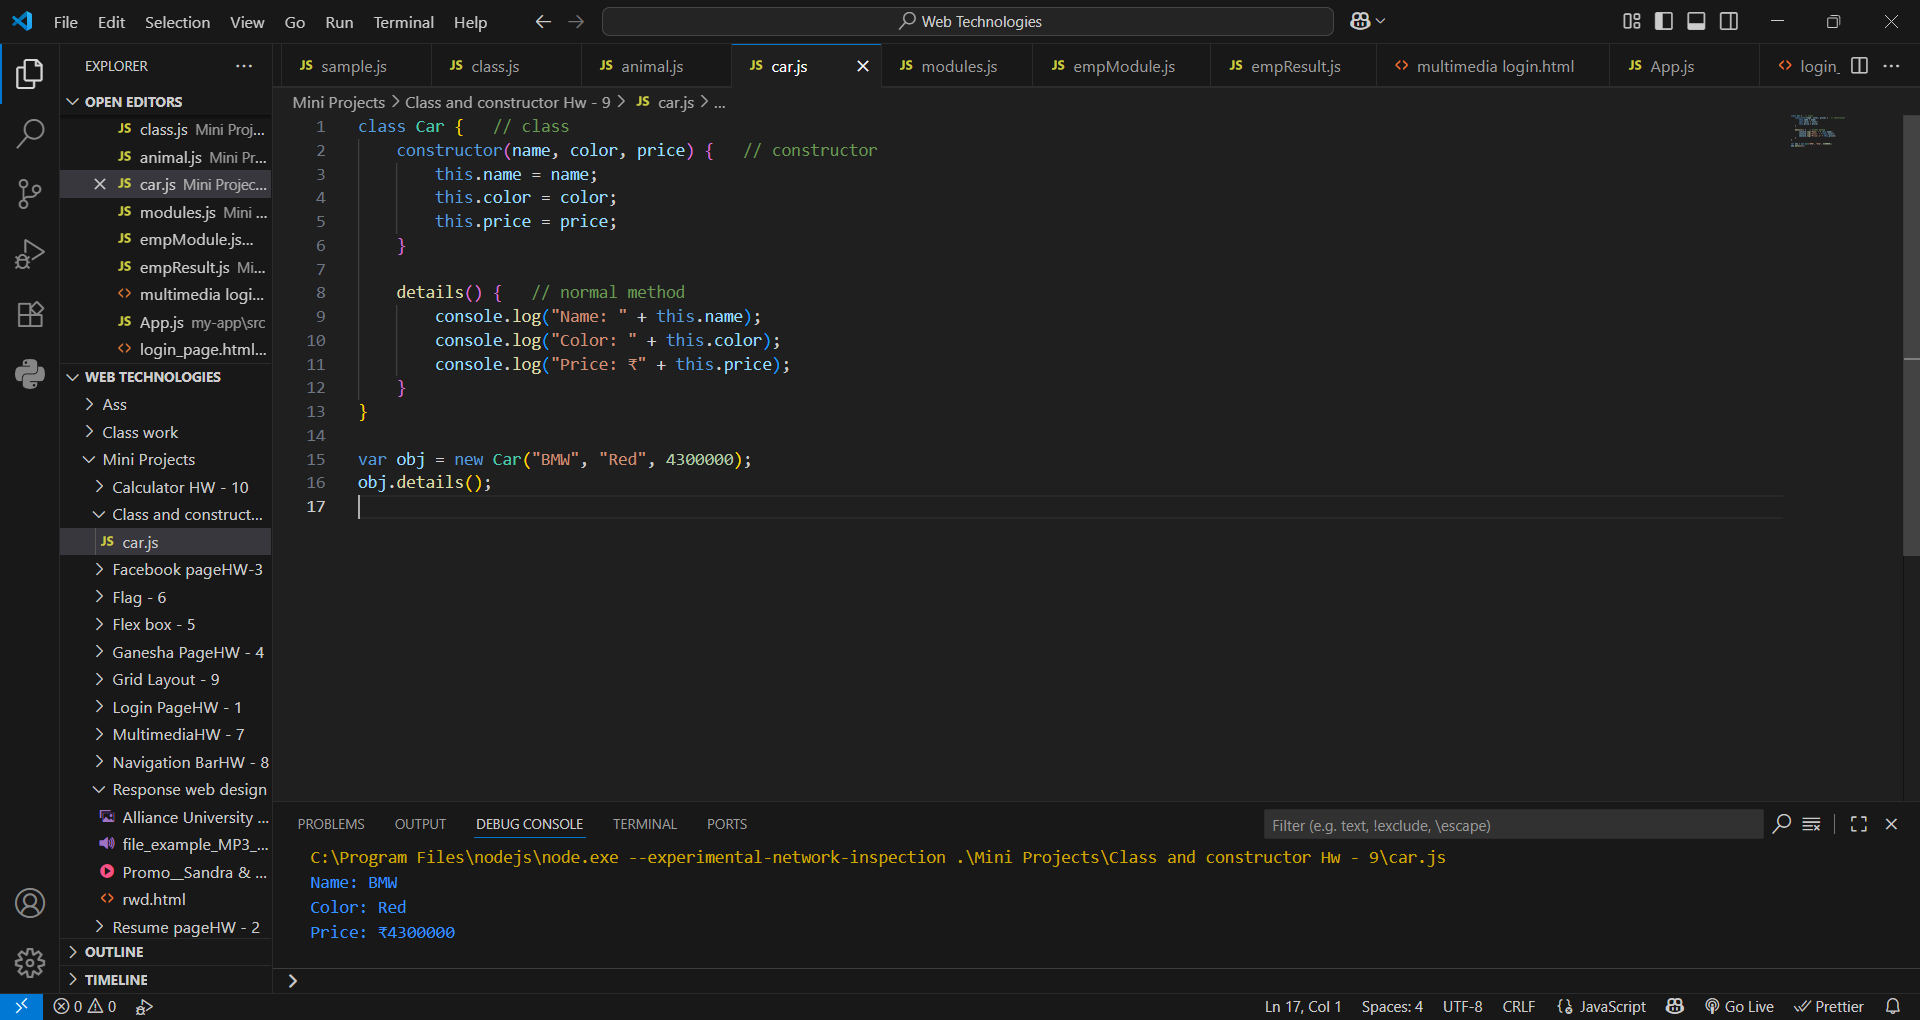 File Edit Selection View Go Run Terminal Help
Web Technologies
EXPLORER
OPEN EDITORS
class.js Mini Proj...
animal.js Mini Pr...
car.js Mini Projec...
modules.js Mini ...
empModule.js...
empResult.js Mi...
multimedia logi...
App.js my-app\src
login_page.html...
WEB TECHNOLOGIES
Ass
Class work
Mini Projects
Calculator HW - 10
Class and construct...
JS car.js
Facebook pageHW-3
Flag - 6
Flex box - 5
Ganesha PageHW - 4
Grid Layout - 9
Login PageHW - 1
MultimediaHW - 7
Navigation BarHW - 8
Response web design
Alliance University ...
file_example_MP3_...
Promo__Sandra & ...
rwd.html
Resume pageHW - 2
OUTLINE
TIMELINE
JS sample.js JS class.js JS animal.js JS car.js JS modules.js JS empModule.js JS empResult.js multimedia login.html JS App.js login_
Mini Projects > Class and constructor Hw - 9 > JS car.js > ...
1 class Car { // class
2 constructor(name, color, price) { // constructor
3 this.name = name;
4 this.color = color;
5 this.price = price;
6 }
7
8 details() { // normal method
9 console.log("Name: " + this.name);
10 console.log("Color: " + this.color);
11 console.log("Price: ₹" + this.price);
12 }
13 }
14
15 var obj = new Car("BMW", "Red", 4300000);
16 obj.details();
17
PROBLEMS OUTPUT DEBUG CONSOLE TERMINAL PORTS
Filter (e.g. text, !exclude, \escape)
C:\Program Files\nodejs\node.exe --experimental-network-inspection .\Mini Projects\Class and constructor Hw - 9\car.js
Name: BMW
Color: Red
Price: ₹4300000
0 0 Ln 17, Col 1 Spaces: 4 UTF-8 CRLF JavaScript Go Live Prettier